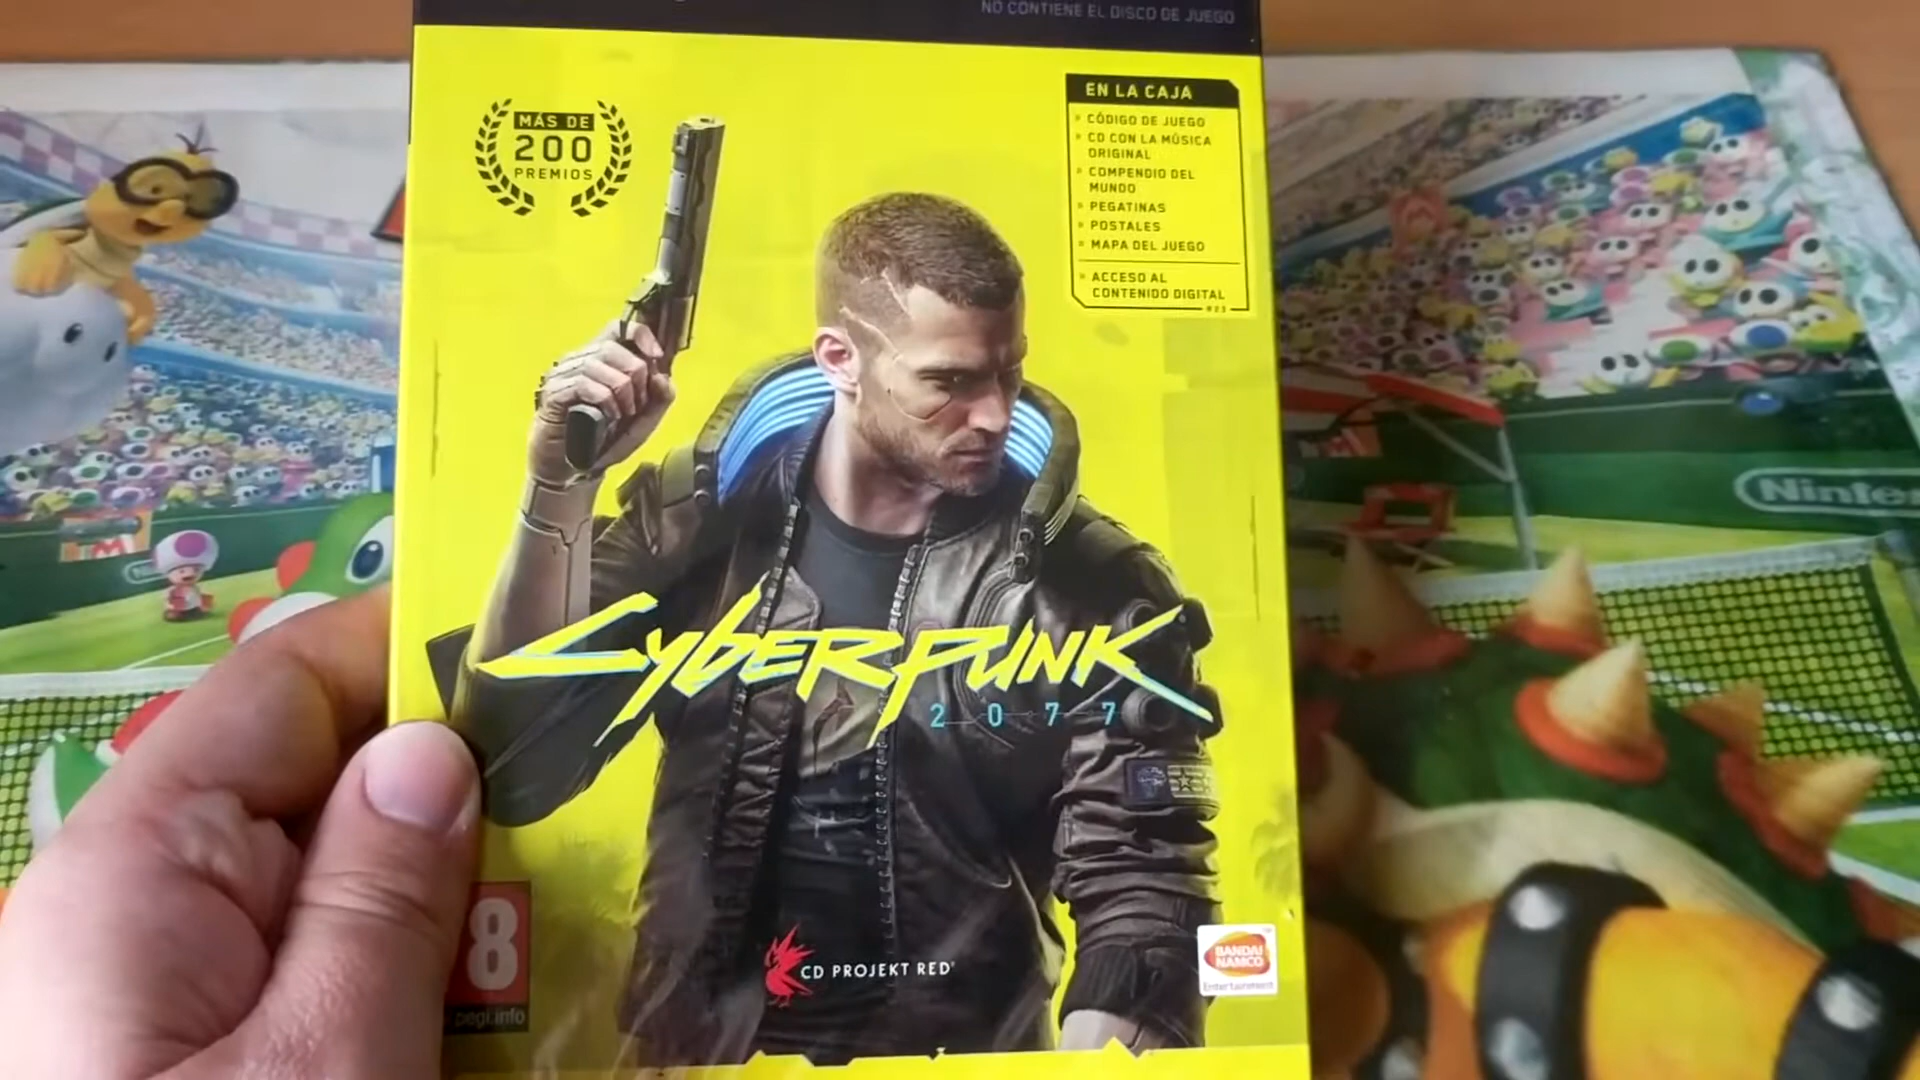 NO CONTIENE EL DISCO DE JUEGO
MÁS DE
200
PREMIOS
EN LA CAJA
» CÓDIGO DE JUEGO
» CD CON LA MÚSICA
ORIGINAL
» COMPENDIO DEL
MUNDO
» PEGATINAS
» POSTALES
» MAPA DEL JUEGO
» ACCESO AL
CONTENIDO DIGITAL
Cyberpunk
2077
8
pegi.info
CD PROJEKT RED
BANDAI
NAMCO
Entertainment
Ninte
M